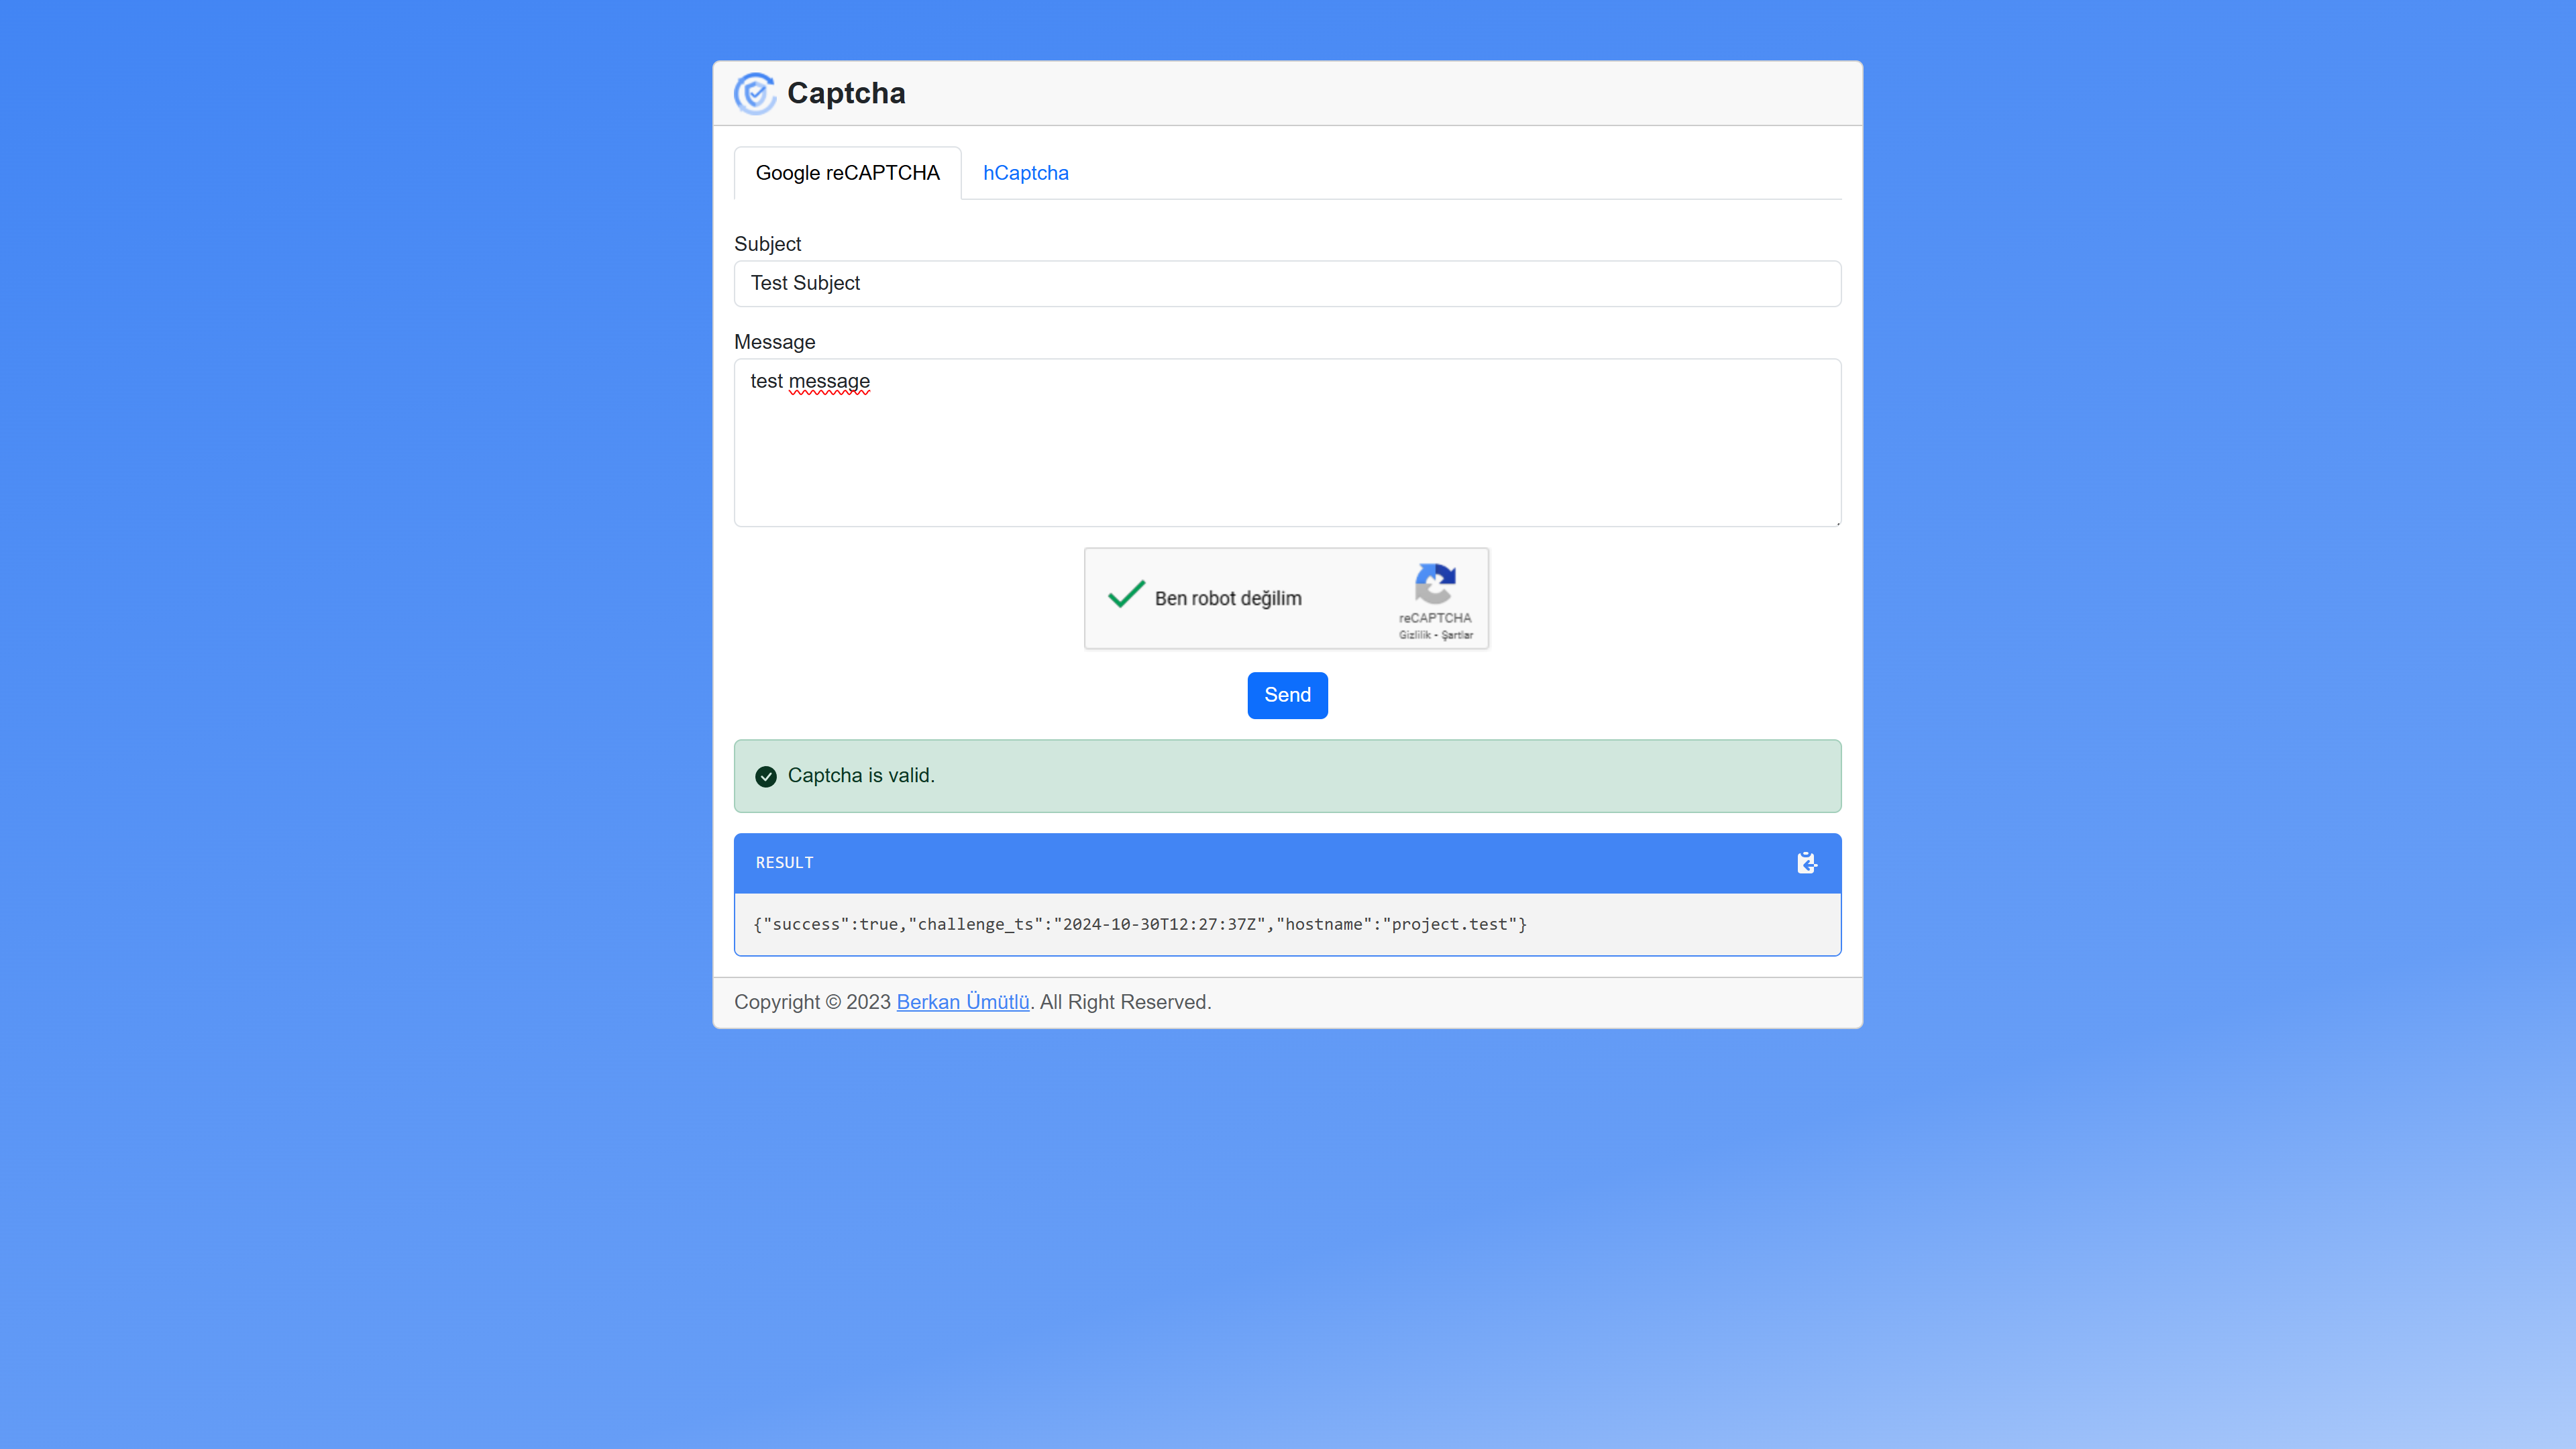 Captcha
Google reCAPTCHA hCaptcha
Subject
Test Subject
Message
test message
Ben robot değilim
reCAPTCHA
Gizlilik - Şartlar
Send
Captcha is valid.
RESULT
{"success":true,"challenge_ts":"2024-10-30T12:27:37Z","hostname":"project.test"}
Copyright © 2023 Berkan Ümütlü. All Right Reserved.